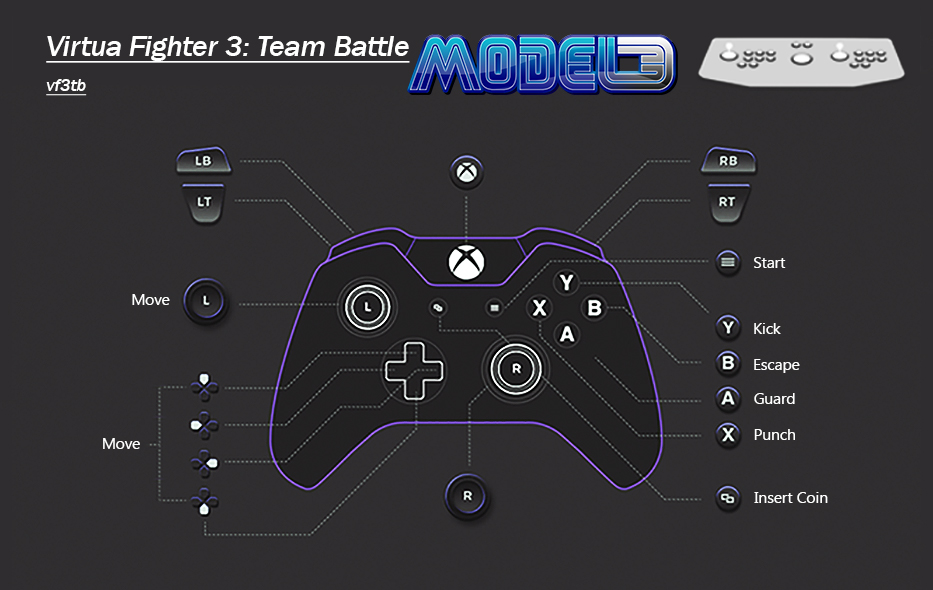 Virtua Fighter 3: Team Battle
MODEL3
vf3tb
LB
RB
LT
RT
Start
Y
Move
L
L
X
B
A
Y
Kick
R
B
Escape
A
Guard
X
Punch
Move
R
Insert Coin